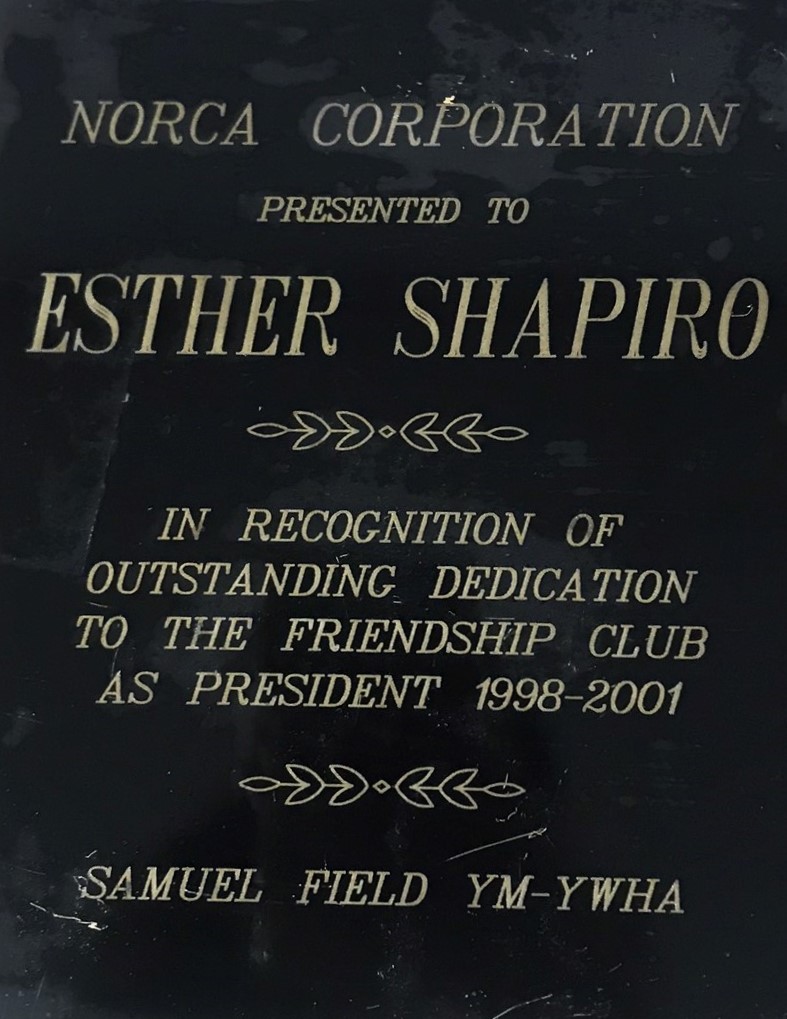 NORCA CORPORATION
PRESENTED TO
ESTHER SHAPIRO
IN RECOGNITION OF
OUTSTANDING DEDICATION
TO THE FRIENDSHIP CLUB
AS PRESIDENT 1998-2001
SAMUEL FIELD YM-YWHA